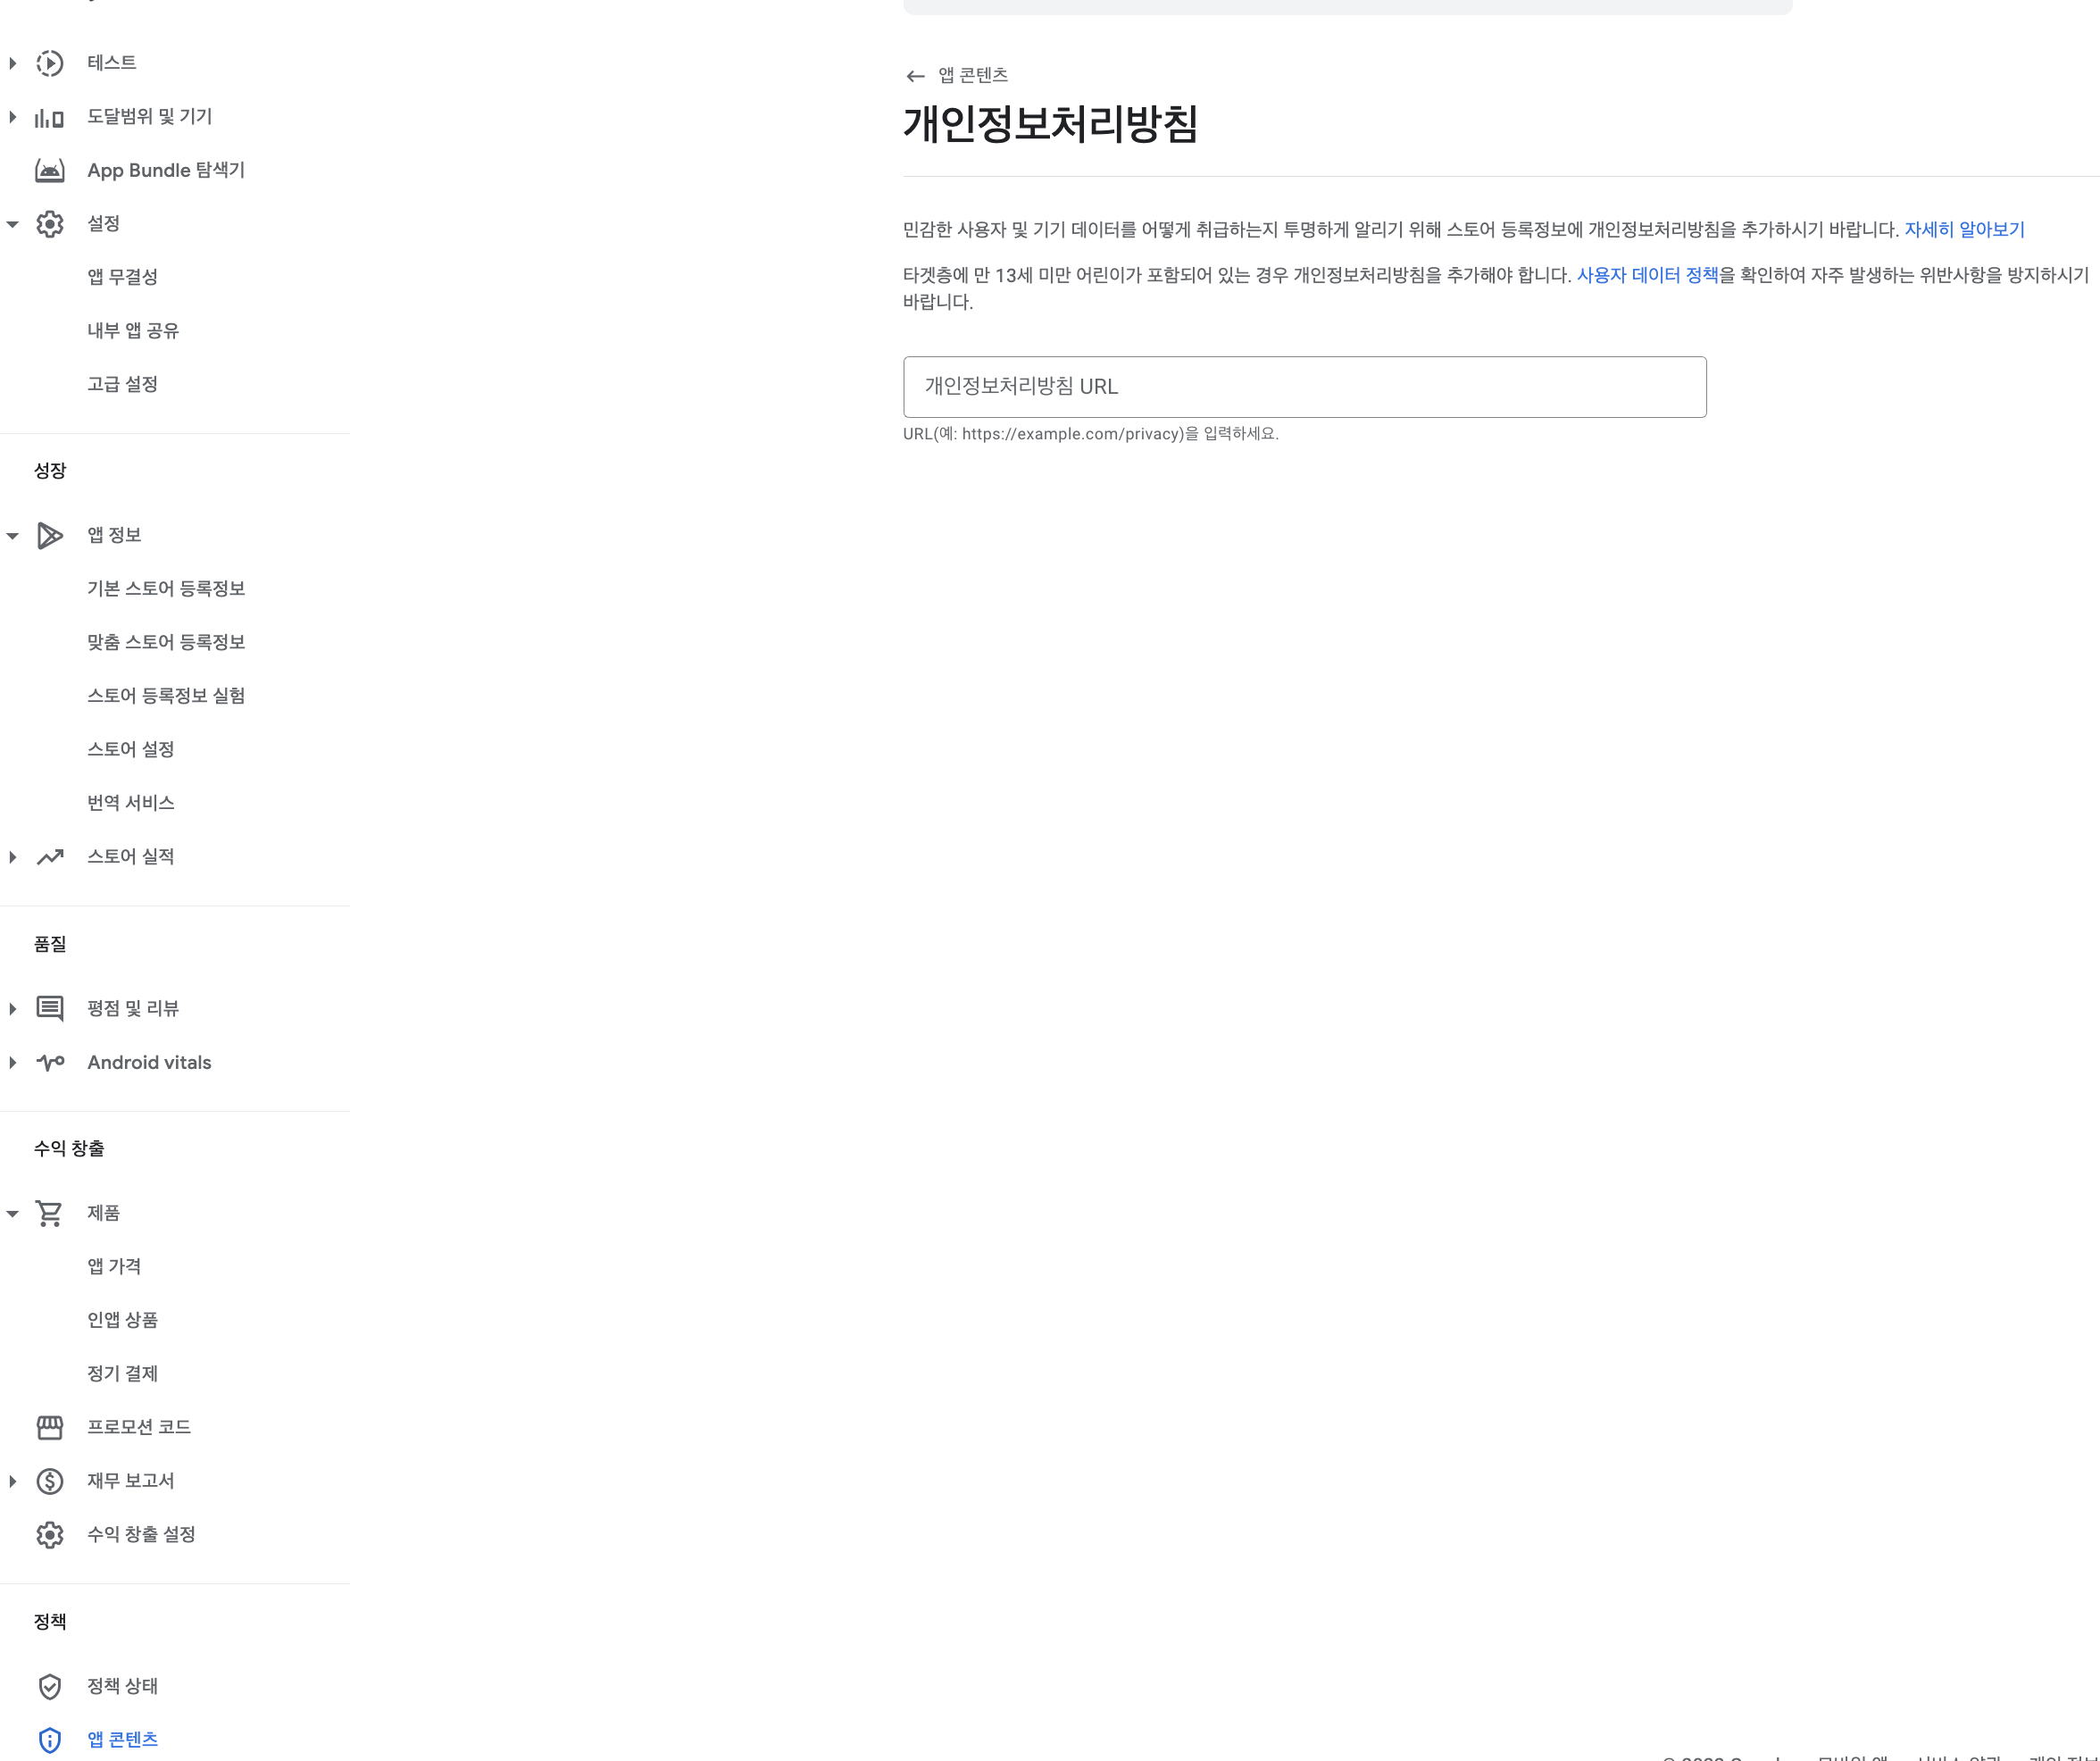 테스트
도달범위 및 기기
App Bundle 탐색기
설정
앱 무결성
내부 앱 공유
고급 설정
성장
앱 정보
기본 스토어 등록정보
맞춤 스토어 등록정보
스토어 등록정보 실험
스토어 설정
번역 서비스
스토어 실적
품질
평점 및 리뷰
Android vitals
수익 창출
제품
앱 가격
인앱 상품
정기 결제
프로모션 코드
재무 보고서
수익 창출 설정
정책
정책 상태
앱 콘텐츠
앱 콘텐츠
개인정보처리방침
민감한 사용자 및 기기 데이터를 어떻게 취급하는지 투명하게 알리기 위해 스토어 등록정보에 개인정보처리방침을 추가하시기 바랍니다. 자세히 알아보기
타겟층에 만 13세 미만 어린이가 포함되어 있는 경우 개인정보처리방침을 추가해야 합니다. 사용자 데이터 정책을 확인하여 자주 발생하는 위반사항을 방지하시기
바랍니다.
개인정보처리방침 URL
URL(예: https://example.com/privacy)을 입력하세요.